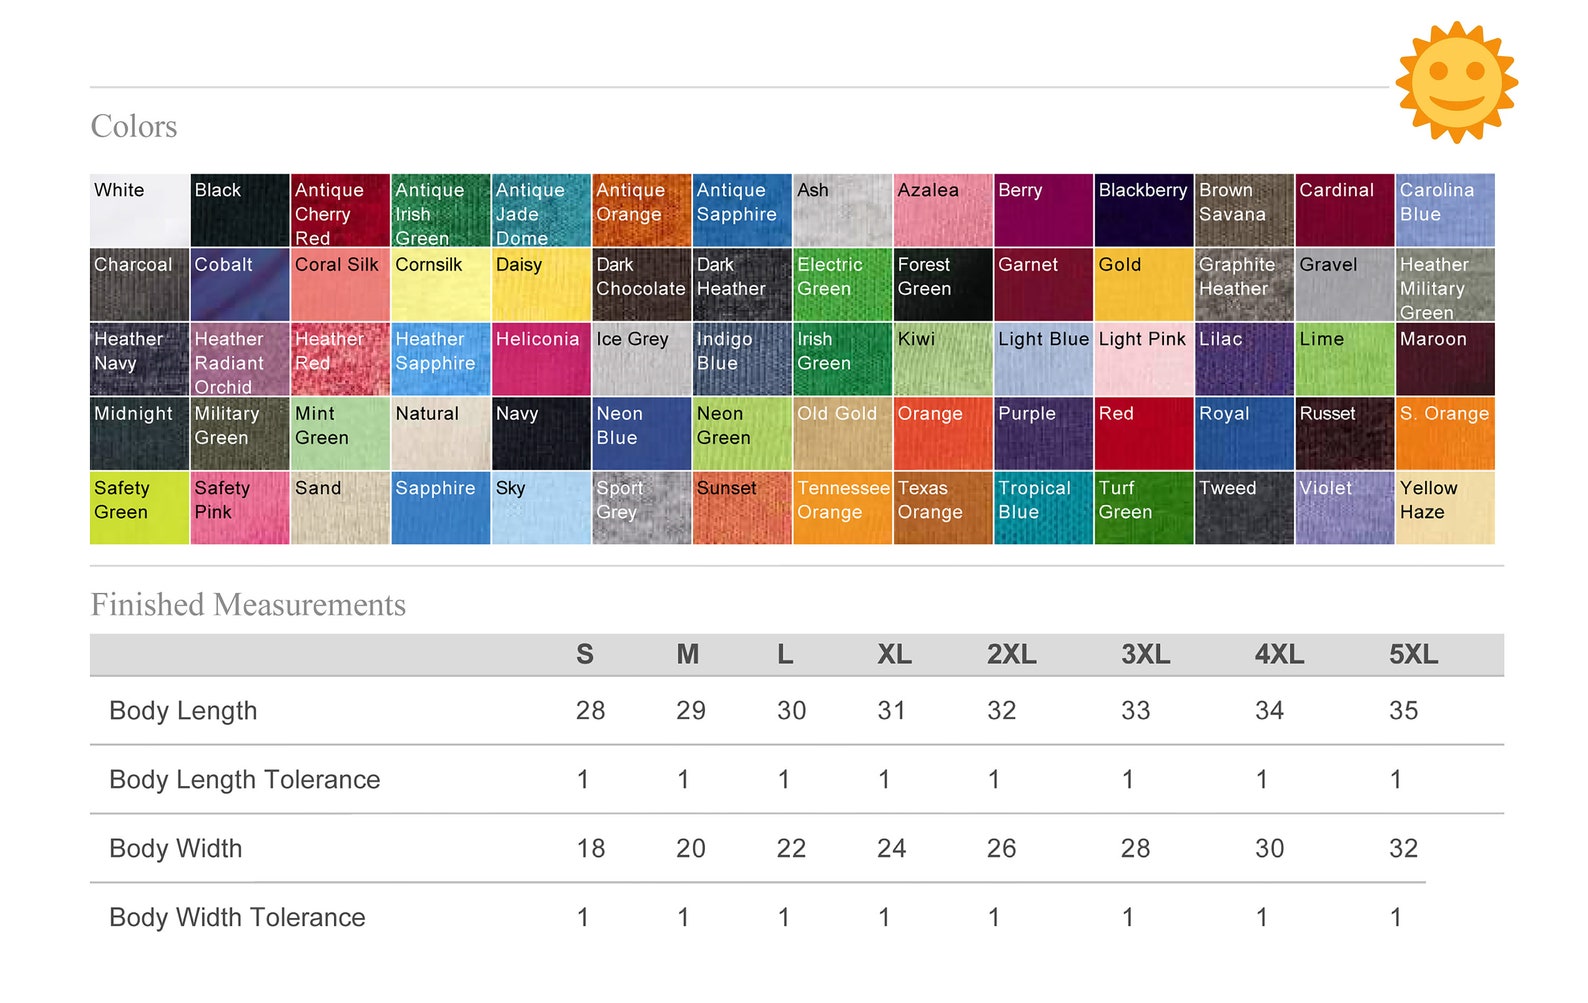 Colors
White Black Antique Cherry Red Antique Irish Green Antique Jade Dome Antique Orange Antique Sapphire Ash Azalea Berry Blackberry Brown Savana Cardinal Carolina Blue
Charcoal Cobalt Coral Silk Cornsilk Daisy Dark Chocolate Dark Heather Electric Green Forest Green Garnet Gold Graphite Heather Gravel Heather Military Green
Heather Navy Heather Radiant Orchid Heather Red Heather Sapphire Heliconia Ice Grey Indigo Blue Irish Green Kiwi Light Blue Light Pink Lilac Lime Maroon
Midnight Military Green Mint Green Natural Navy Neon Blue Neon Green Old Gold Orange Purple Red Royal Russet S. Orange
Safety Green Safety Pink Sand Sapphire Sky Sport Grey Sunset Tennessee Orange Texas Orange Tropical Blue Turf Green Tweed Violet Yellow Haze
Finished Measurements
S M L XL 2XL 3XL 4XL 5XL
Body Length 28 29 30 31 32 33 34 35
Body Length Tolerance 1 1 1 1 1 1 1 1
Body Width 18 20 22 24 26 28 30 32
Body Width Tolerance 1 1 1 1 1 1 1 1